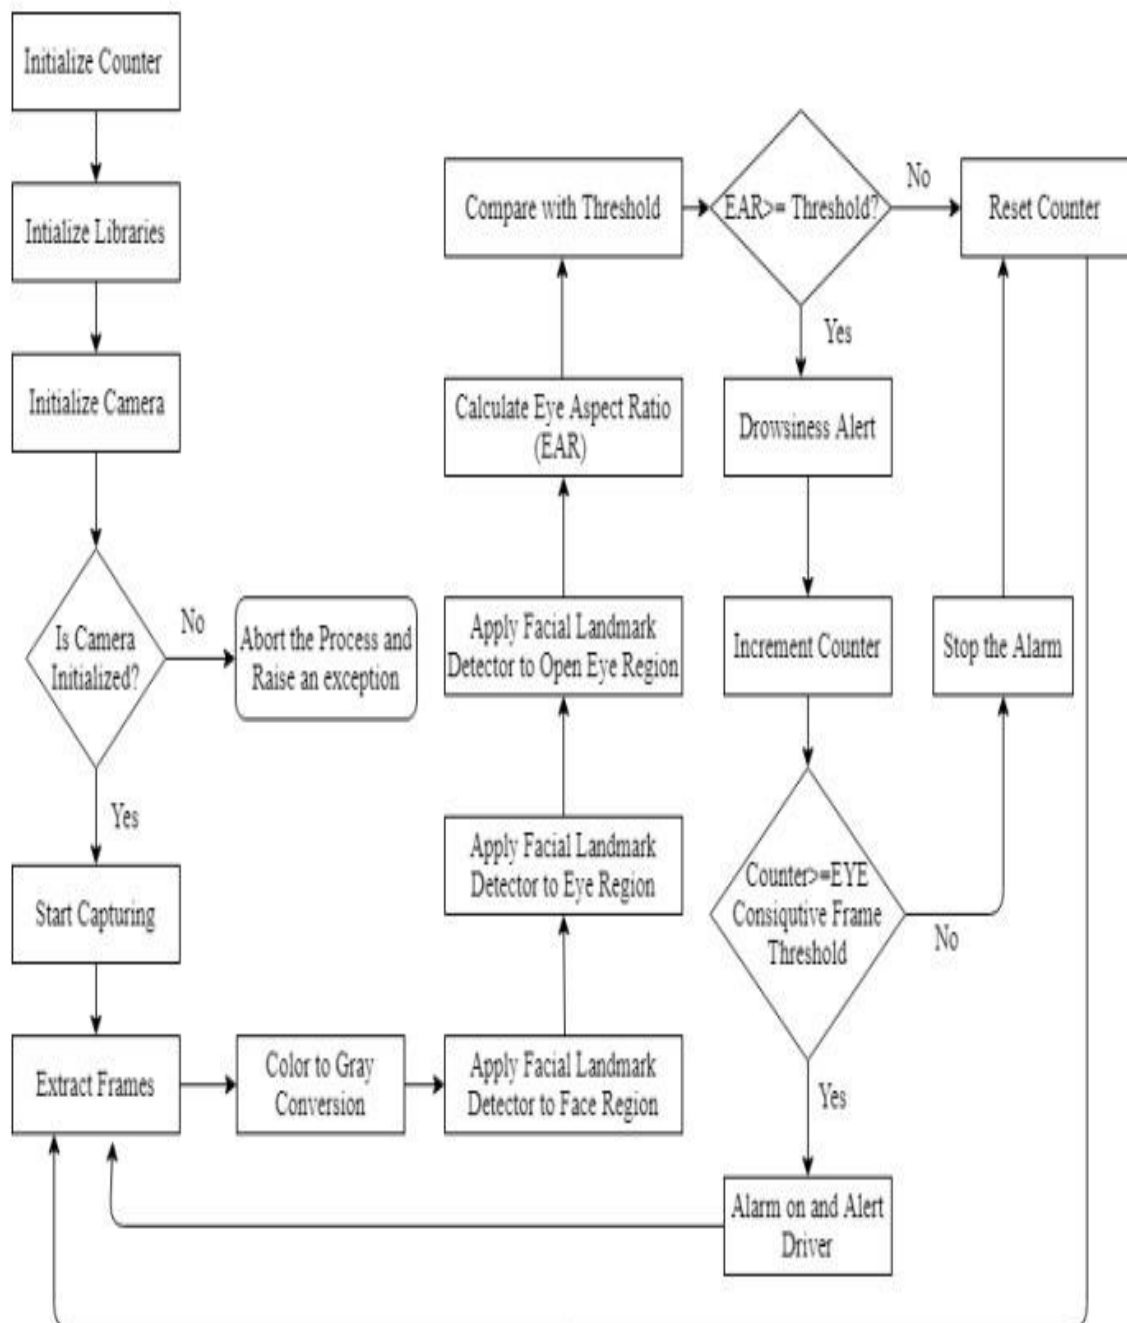 Initialize Counter
Intialize Libraries
Initialize Camera
Is Camera
Initialized?
No
Abort the Process and
Raise an exception
Yes
Start Capturing
Extract Frames
Color to Gray
Conversion
Apply Facial Landmark
Detector to Face Region
Apply Facial Landmark
Detector to Eye Region
Apply Facial Landmark
Detector to Open Eye Region
Calculate Eye Aspect Ratio
(EAR)
Compare with Threshold
EAR>= Threshold?
No
Reset Counter
Yes
Drowsiness Alert
Increment Counter
Stop the Alarm
Counter>=EYE
Consiqutive Frame
Threshold
No
Yes
Alarm on and Alert
Driver